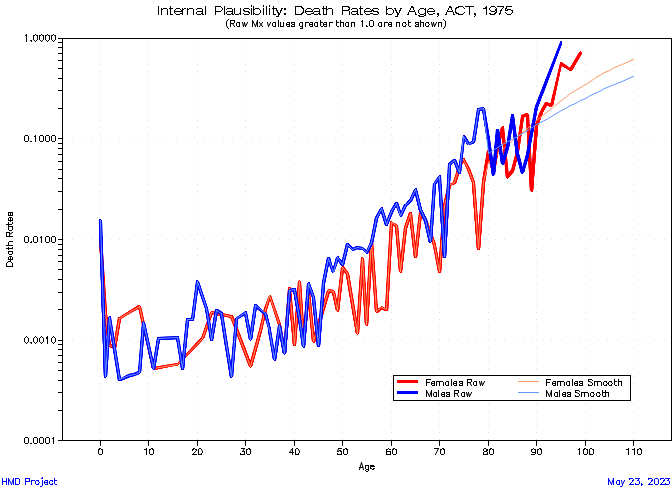 Internal Plausibility: Death Rates by Age, ACT, 1975
(Raw Mx values greater than 1.0 are not shown)
1.0000
0.1000
0.0100
0.0010
0.0001
Death Rates
0 10 20 30 40 50 60 70 80 90 100 110
Age
Females Raw Females Smooth
Males Raw Males Smooth
HMD Project May 23, 2023